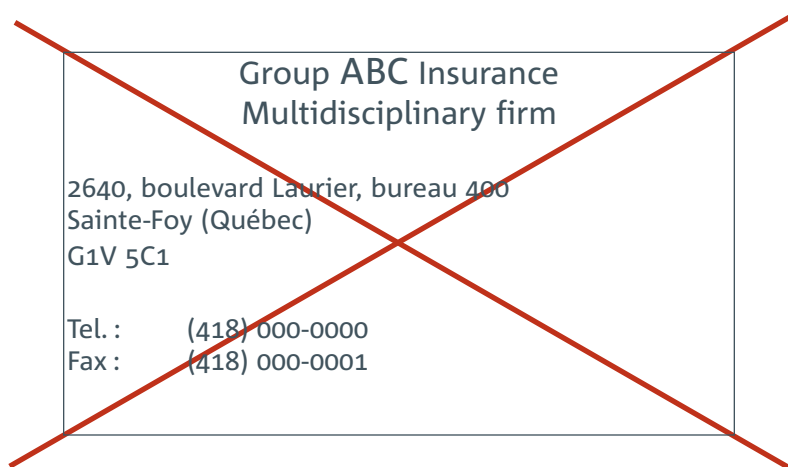 Group ABC Insurance
Multidisciplinary firm
2640, boulevard Laurier, bureau 400
Sainte-Foy (Québec)
G1V 5C1
Tel. : (418) 000-0000
Fax : (418) 000-0001